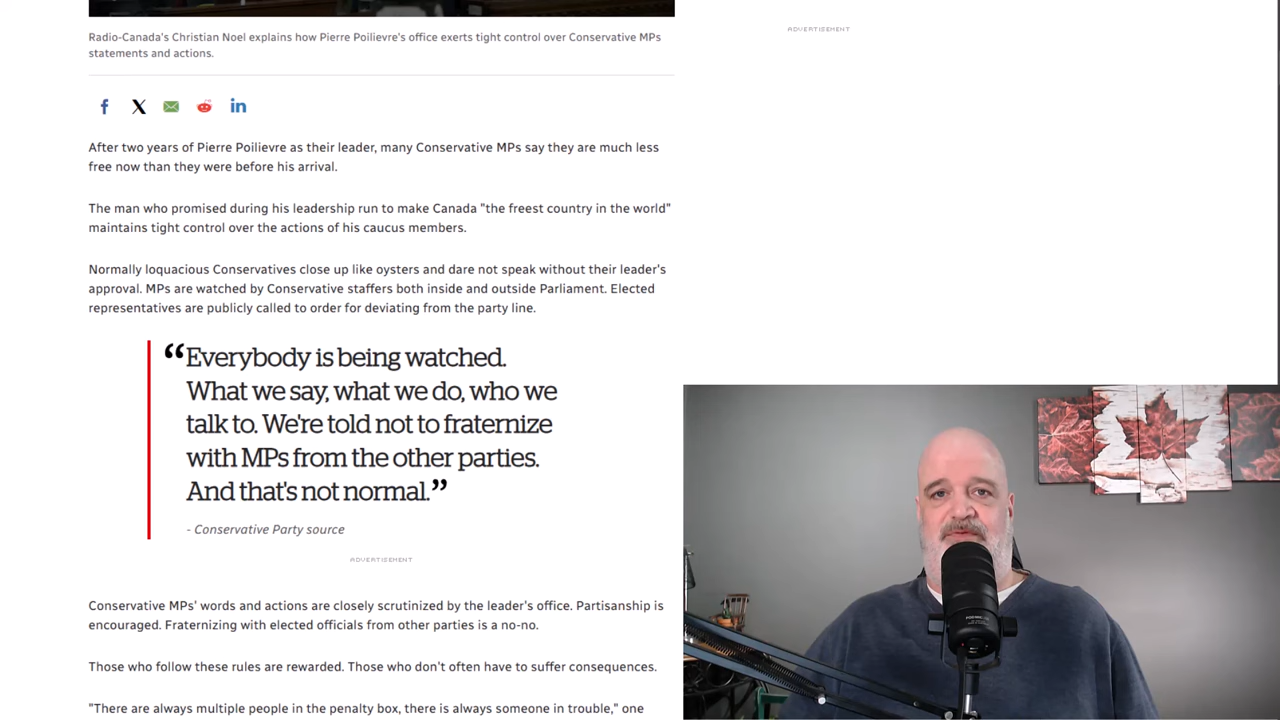 Radio-Canada's Christian Noel explains how Pierre Poilievre's office exerts tight control over Conservative MPs
statements and actions.
ADVERTISEMENT
After two years of Pierre Poilievre as their leader, many Conservative MPs say they are much less
free now than they were before his arrival.
The man who promised during his leadership run to make Canada "the freest country in the world"
maintains tight control over the actions of his caucus members.
Normally loquacious Conservatives close up like oysters and dare not speak without their leader's
approval. MPs are watched by Conservative staffers both inside and outside Parliament. Elected
representatives are publicly called to order for deviating from the party line.
“Everybody is being watched.
What we say, what we do, who we
talk to. We're told not to fraternize
with MPs from the other parties.
And that's not normal.”
- Conservative Party source
ADVERTISEMENT
Conservative MPs' words and actions are closely scrutinized by the leader's office. Partisanship is
encouraged. Fraternizing with elected officials from other parties is a no-no.
Those who follow these rules are rewarded. Those who don't often have to suffer consequences.
"There are always multiple people in the penalty box, there is always someone in trouble," one